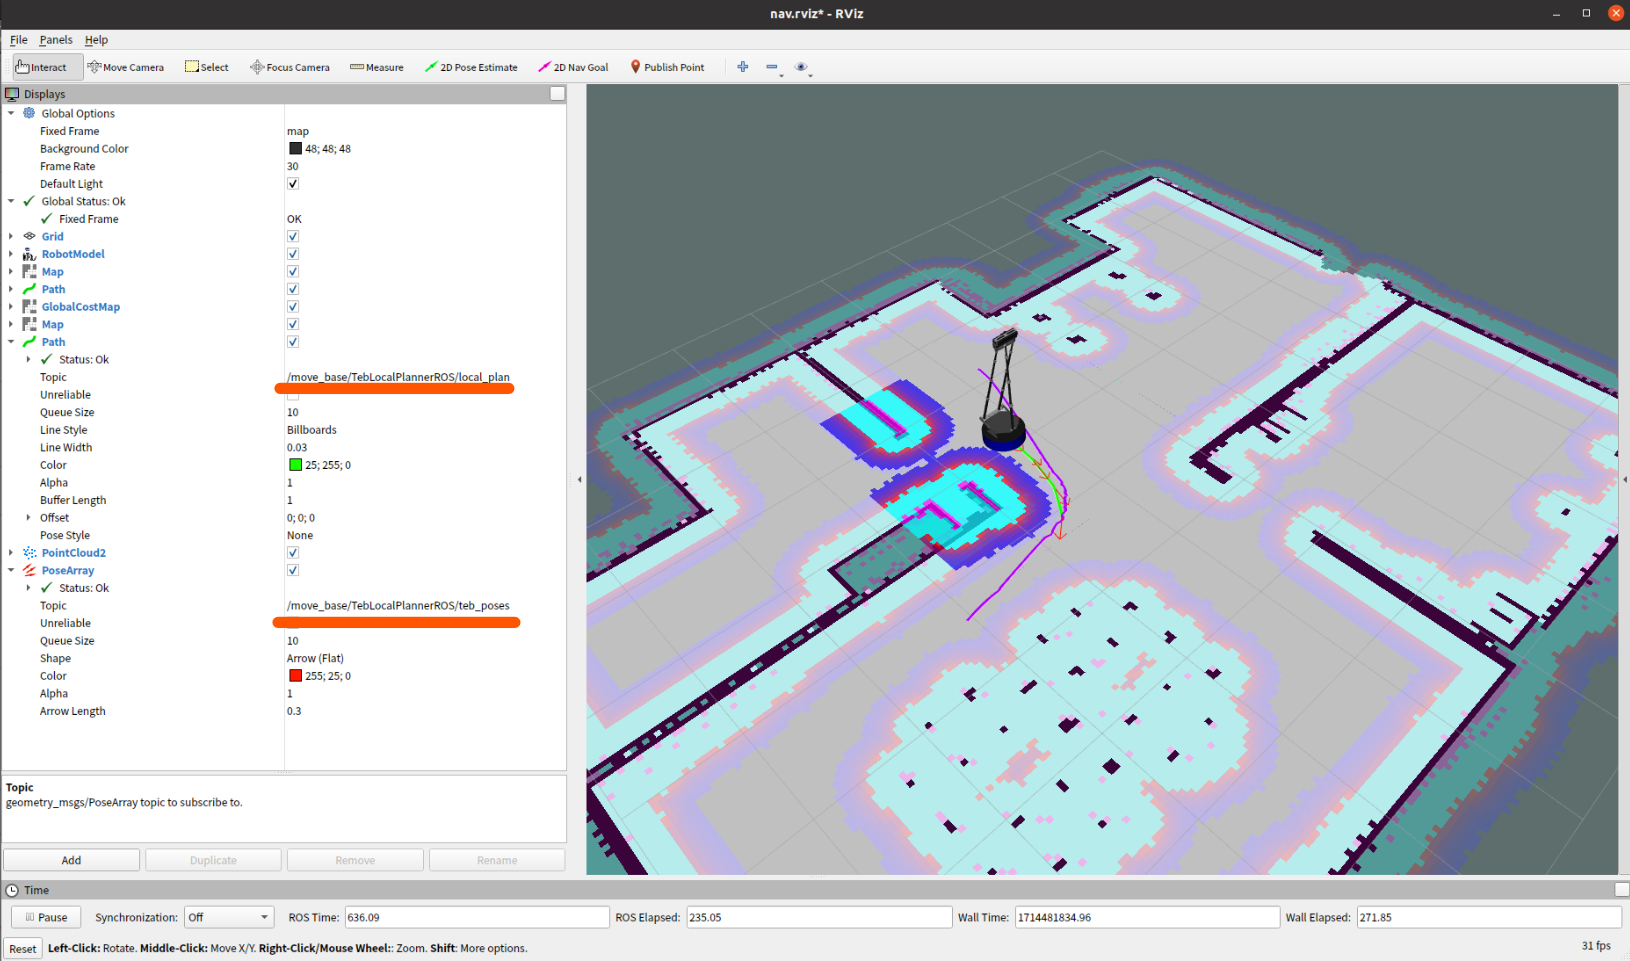 nav.rviz* - RViz
File Panels Help
Interact Move Camera Select Focus Camera Measure 2D Pose Estimate 2D Nav Goal Publish Point
Displays
Global Options
Fixed Frame map
Background Color 48; 48; 48
Frame Rate 30
Default Light
Global Status: Ok
Fixed Frame OK
Grid
RobotModel
Map
Path
GlobalCostMap
Map
Path
Status: Ok
Topic /move_base/TebLocalPlannerROS/local_plan
Unreliable
Queue Size 10
Line Style Billboards
Line Width 0.03
Color 25; 255; 0
Alpha 1
Buffer Length 1
Offset 0; 0; 0
Pose Style None
PointCloud2
PoseArray
Status: Ok
Topic /move_base/TebLocalPlannerROS/teb_poses
Unreliable
Queue Size 10
Shape Arrow (Flat)
Color 255; 25; 0
Alpha 1
Arrow Length 0.3
Topic
geometry_msgs/PoseArray topic to subscribe to.
Add Duplicate Remove Rename
Time
Pause Synchronization: Off ROS Time: 636.09 ROS Elapsed: 235.05 Wall Time: 1714481834.96 Wall Elapsed: 271.85
Reset Left-Click: Rotate. Middle-Click: Move X/Y. Right-Click/Mouse Wheel:: Zoom. Shift: More options. 31 fps